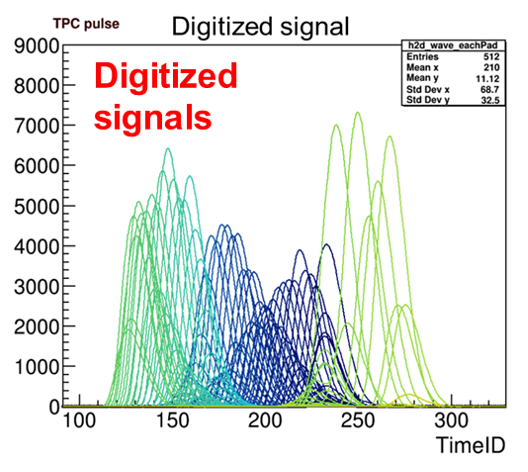 TPC pulse
Digitized signal
h2d_wave_eachPad
Entries 512
Mean x 210
Mean y 11.12
Std Dev x 68.7
Std Dev y 32.5
Digitized
signals
9000
8000
7000
6000
5000
4000
3000
2000
1000
0
100 150 200 250 300
TimeID